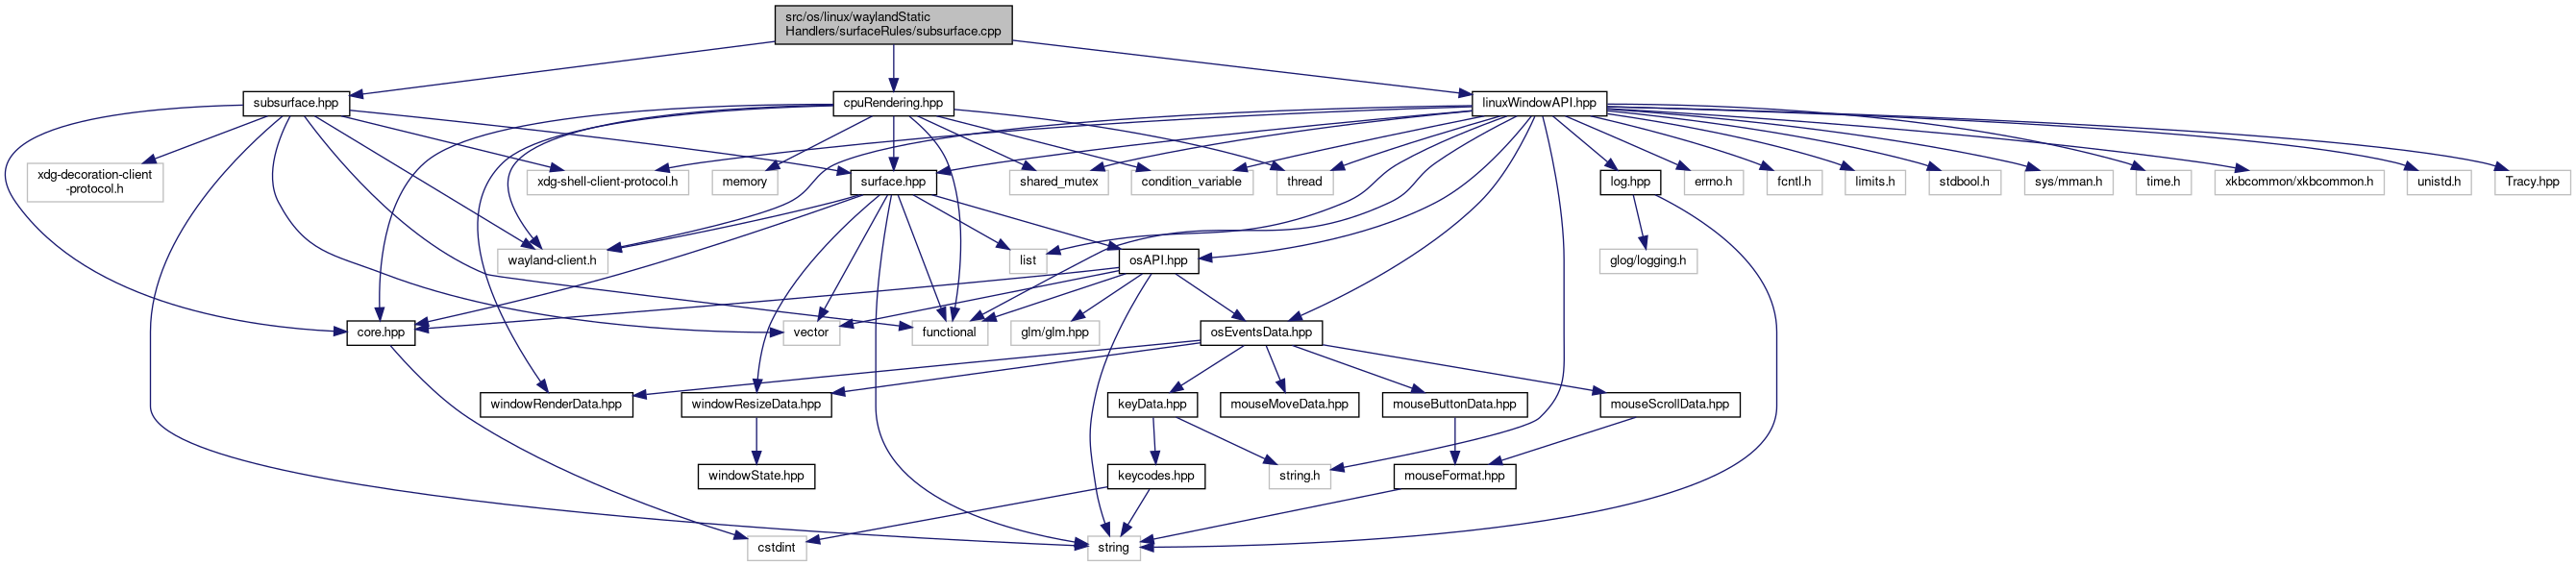 src/os/linux/waylandStatic
Handlers/surfaceRules/subsurface.cpp
subsurface.hpp
cpuRendering.hpp
linuxWindowAPI.hpp
xdg-decoration-client
-protocol.h
xdg-shell-client-protocol.h
memory
surface.hpp
shared_mutex
condition_variable
thread
log.hpp
errno.h
fcntl.h
limits.h
stdbool.h
sys/mman.h
time.h
xkbcommon/xkbcommon.h
unistd.h
Tracy.hpp
wayland-client.h
list
osAPI.hpp
glog/logging.h
core.hpp
vector
functional
glm/glm.hpp
osEventsData.hpp
windowRenderData.hpp
windowResizeData.hpp
keyData.hpp
mouseMoveData.hpp
mouseButtonData.hpp
mouseScrollData.hpp
windowState.hpp
keycodes.hpp
string.h
mouseFormat.hpp
cstdint
string